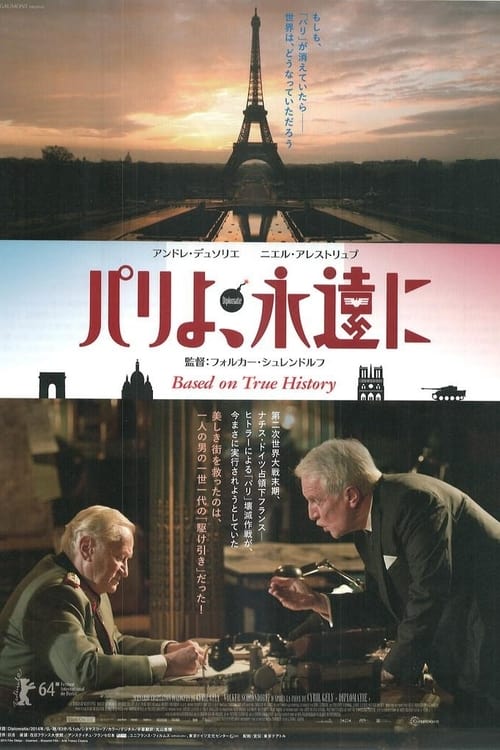 GAUMONT
もしも、
「パリ」が消えていたら——
世界は、どうなっていただろう
アンドレ・デュソリエ　ニエル・アレストリュプ
パリよ、永遠に
Diplomatie
監督：フォルカー・シュレンドルフ
Based on True History
第二次世界大戦末期、
ナチス・ドイツ占領下フランス——
ヒトラーによる「パリ」壊滅作戦が、
今まさに実行されようとしていた
美しき街を救ったのは、
一人の男の一世一代の「駆け引き」だった！
64